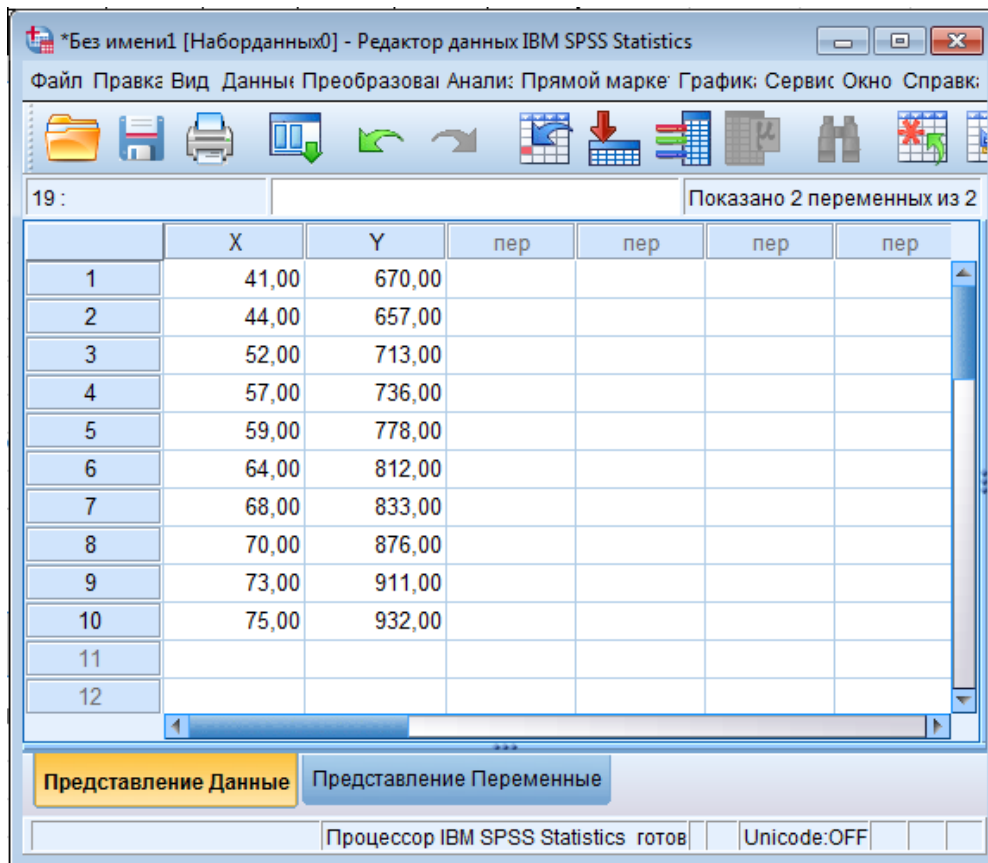 *Без имени1 [Наборданных0] - Редактор данных IBM SPSS Statistics
Файл Правка Вид Данные Преобразоваі Анализ Прямой марке Графикі Сервис Окно Справкі
19 :
Показано 2 переменных из 2
X Y пер пер пер пер
1 41,00 670,00
2 44,00 657,00
3 52,00 713,00
4 57,00 736,00
5 59,00 778,00
6 64,00 812,00
7 68,00 833,00
8 70,00 876,00
9 73,00 911,00
10 75,00 932,00
11
12
Представление Данные Представление Переменные
Процессор IBM SPSS Statistics готов Unicode:OFF